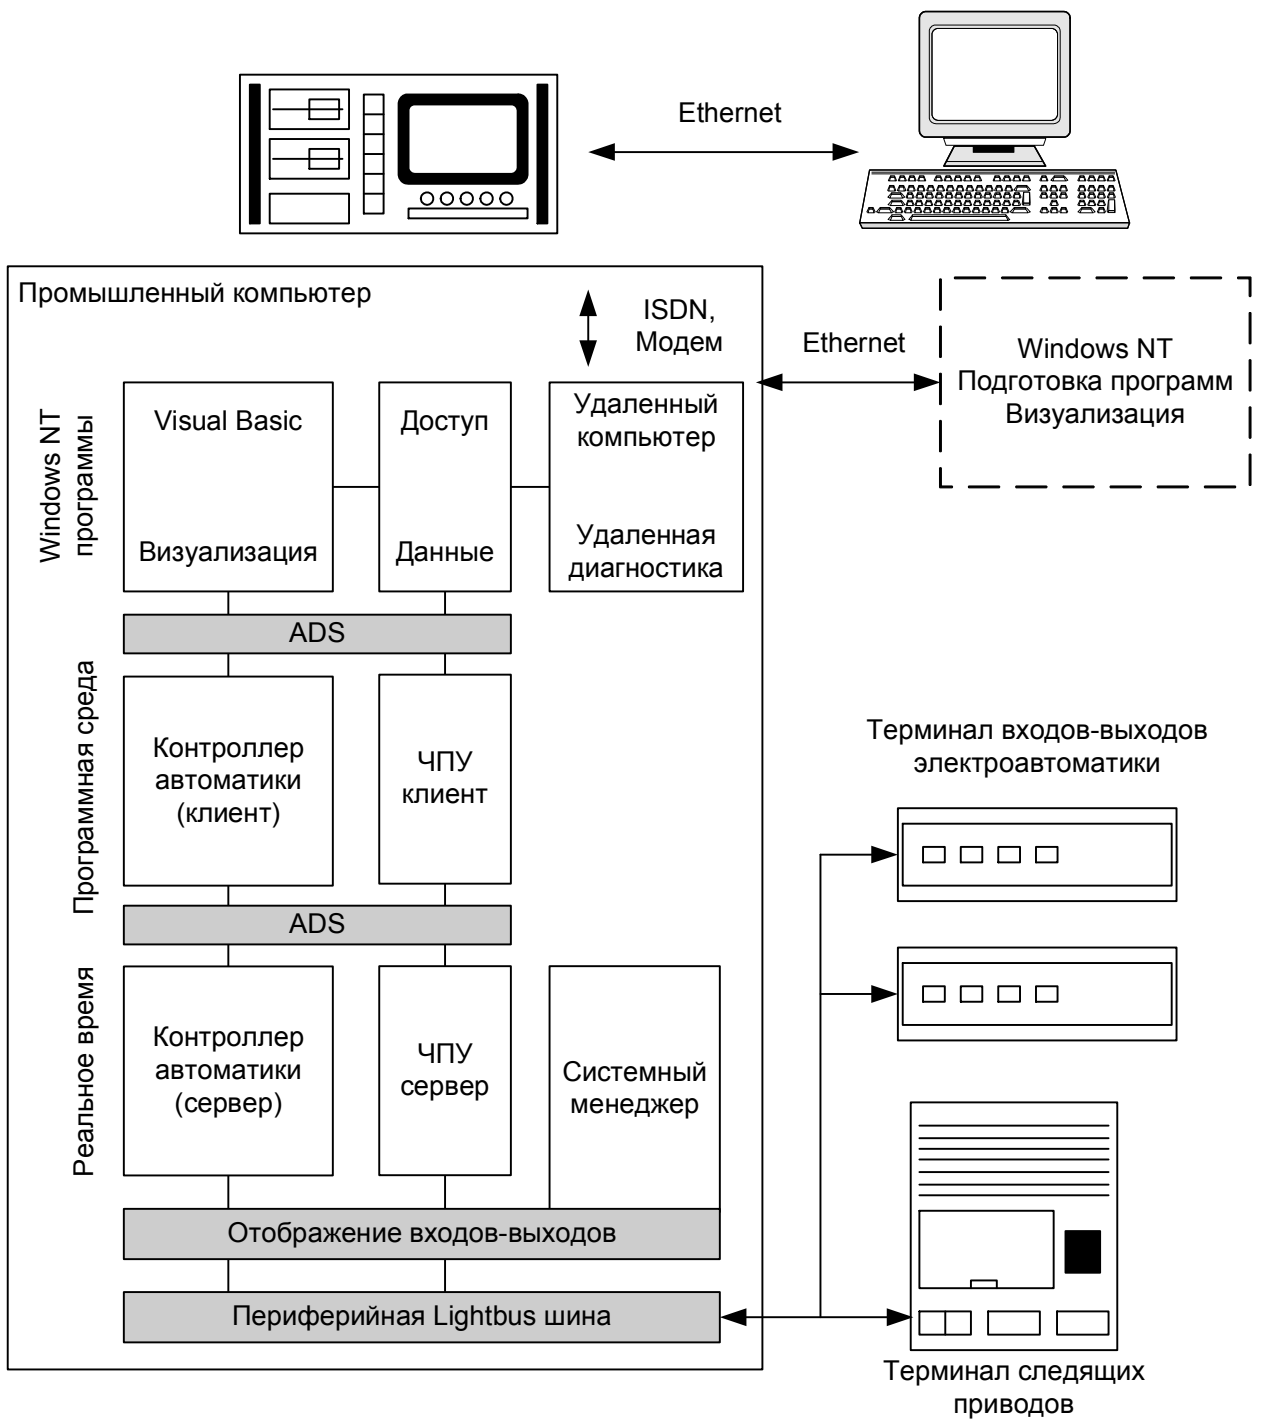 Ethernet
Промышленный компьютер
ISDN,
Модем
Ethernet
Windows NT
Подготовка программ
Визуализация
Windows NT
программы
Visual Basic
Визуализация
Доступ
Данные
Удаленный
компьютер
Удаленная
диагностика
ADS
Программная среда
Контроллер
автоматики
(клиент)
ЧПУ
клиент
Терминал входов-выходов
электроавтоматики
ADS
Реальное время
Контроллер
автоматики
(сервер)
ЧПУ
сервер
Системный
менеджер
Отображение входов-выходов
Периферийная Lightbus шина
Терминал следящих
приводов